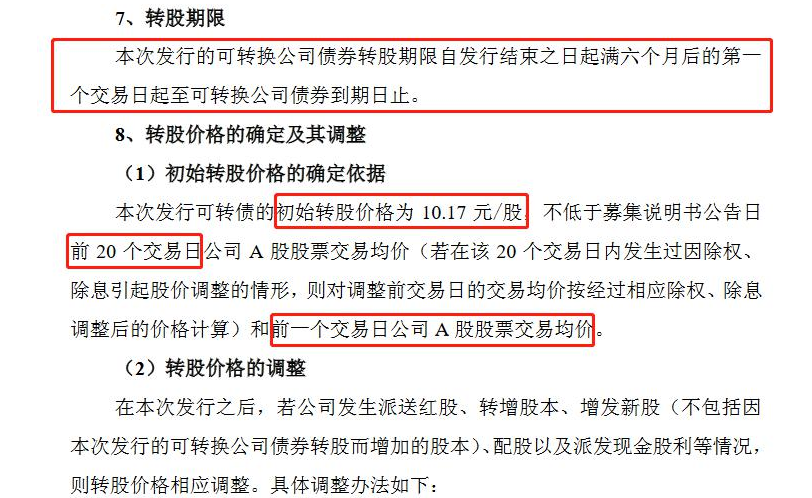 7、转股期限
本次发行的可转换公司债券转股期限自发行结束之日起满六个月后的第一
个交易日起至可转换公司债券到期日止。
8、转股价格的确定及其调整
（1）初始转股价格的确定依据
本次发行可转债的初始转股价格为 10.17 元/股，不低于募集说明书公告日
前 20 个交易日公司 A 股股票交易均价（若在该 20 个交易日内发生过因除权、
除息引起股价调整的情形，则对调整前交易日的交易均价按经过相应除权、除息
调整后的价格计算）和前一个交易日公司 A 股股票交易均价。
（2）转股价格的调整
在本次发行之后，若公司发生派送红股、转增股本、增发新股（不包括因
本次发行的可转换公司债券转股而增加的股本）、配股以及派发现金股利等情况，
则转股价格相应调整。具体调整办法如下：